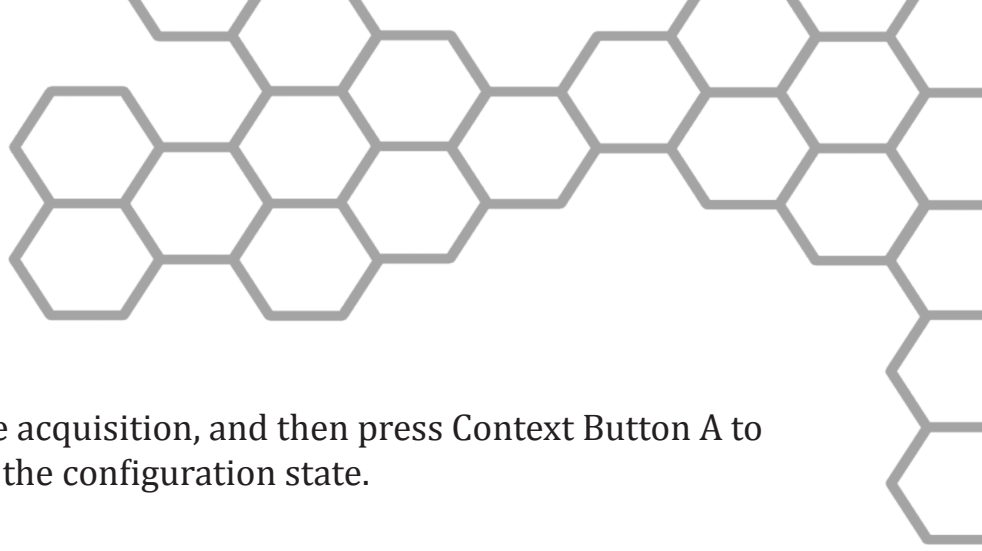 acquisition, and then press Context Button A to
the configuration state.